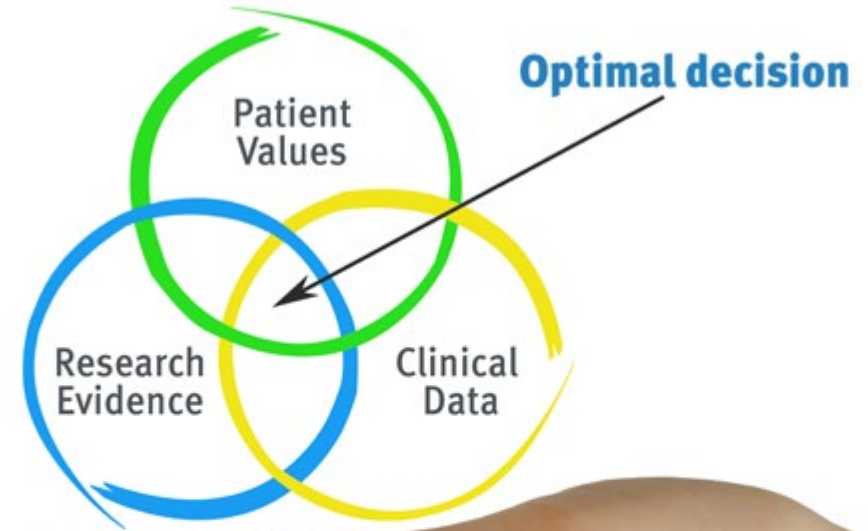 Optimal decision
Patient
Values
Research
Evidence
Clinical
Data